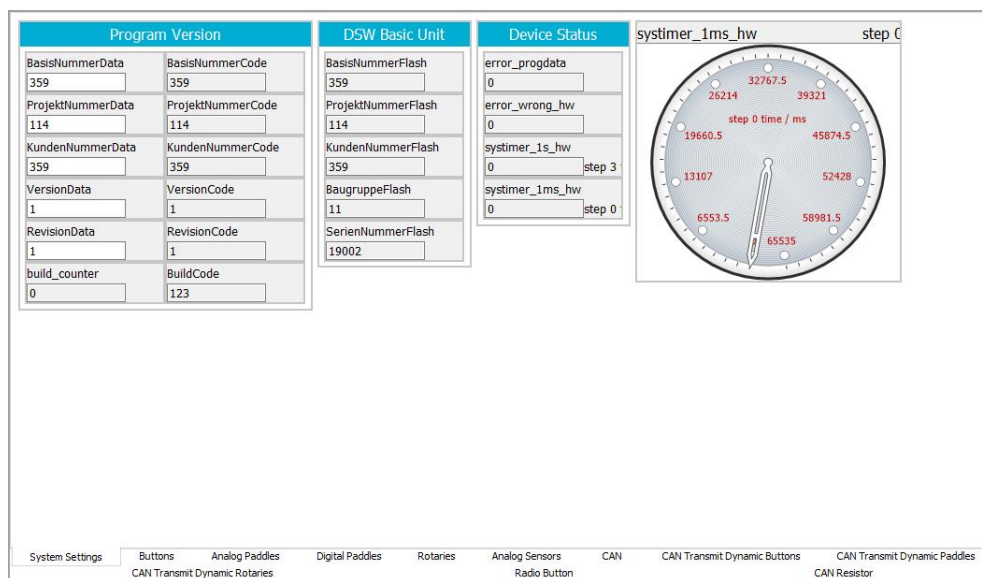 Program Version
BasisNummerData BasisNummerCode
359 359
ProjektNummerData ProjektNummerCode
114 114
KundenNummerData KundenNummerCode
359 359
VersionData VersionCode
1 1
RevisionData RevisionCode
1 1
build_counter BuildCode
0 123
DSW Basic Unit
BasisNummerFlash
359
ProjektNummerFlash
114
KundenNummerFlash
359
BaugruppeFlash
11
SerienNummerFlash
19002
Device Status
error_progdata
0
error_wrong_hw
0
systimer_1s_hw
0 step 3
systimer_1ms_hw
0 step 0
systimer_1ms_hw step 0
32767.5
26214 39321
step 0 time / ms
19660.5 45874.5
13107 52428
6553.5 58981.5
65535
System Settings Buttons Analog Paddles Digital Paddles Rotaries Analog Sensors CAN CAN Transmit Dynamic Buttons CAN Transmit Dynamic Paddles
CAN Transmit Dynamic Rotaries Radio Button CAN Resistor